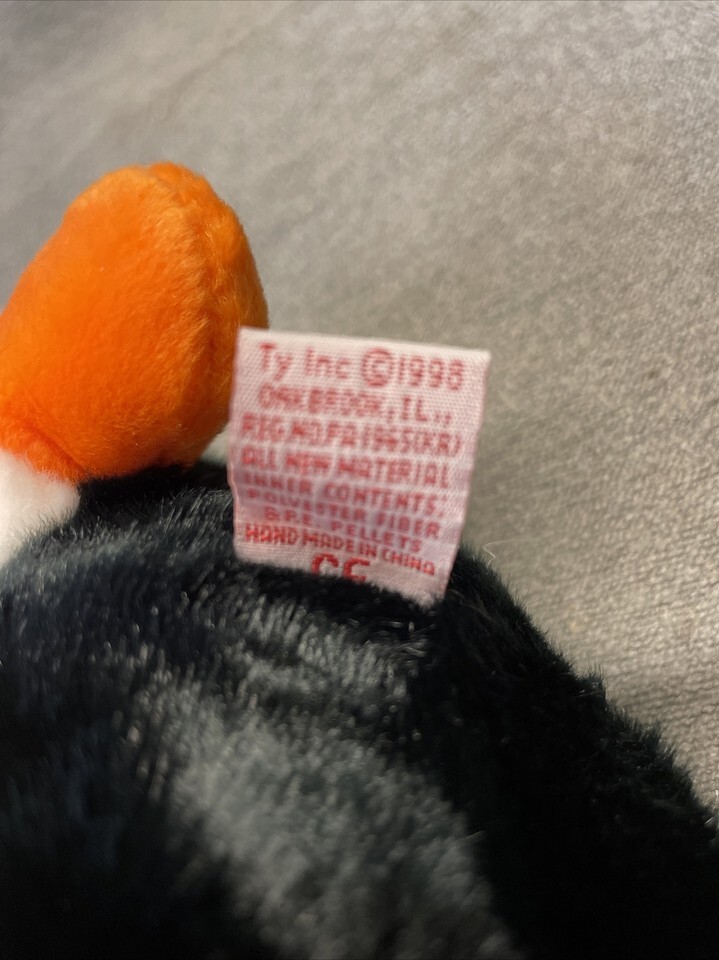 Ty Inc ©1998
OAKBROOK, IL.,
REG NO.PA 1965(KR)
ALL NEW MATERIAL
INNER CONTENTS:
POLYESTER FIBER
B.P.E. PELLETS
HAND MADE IN CHINA
CE